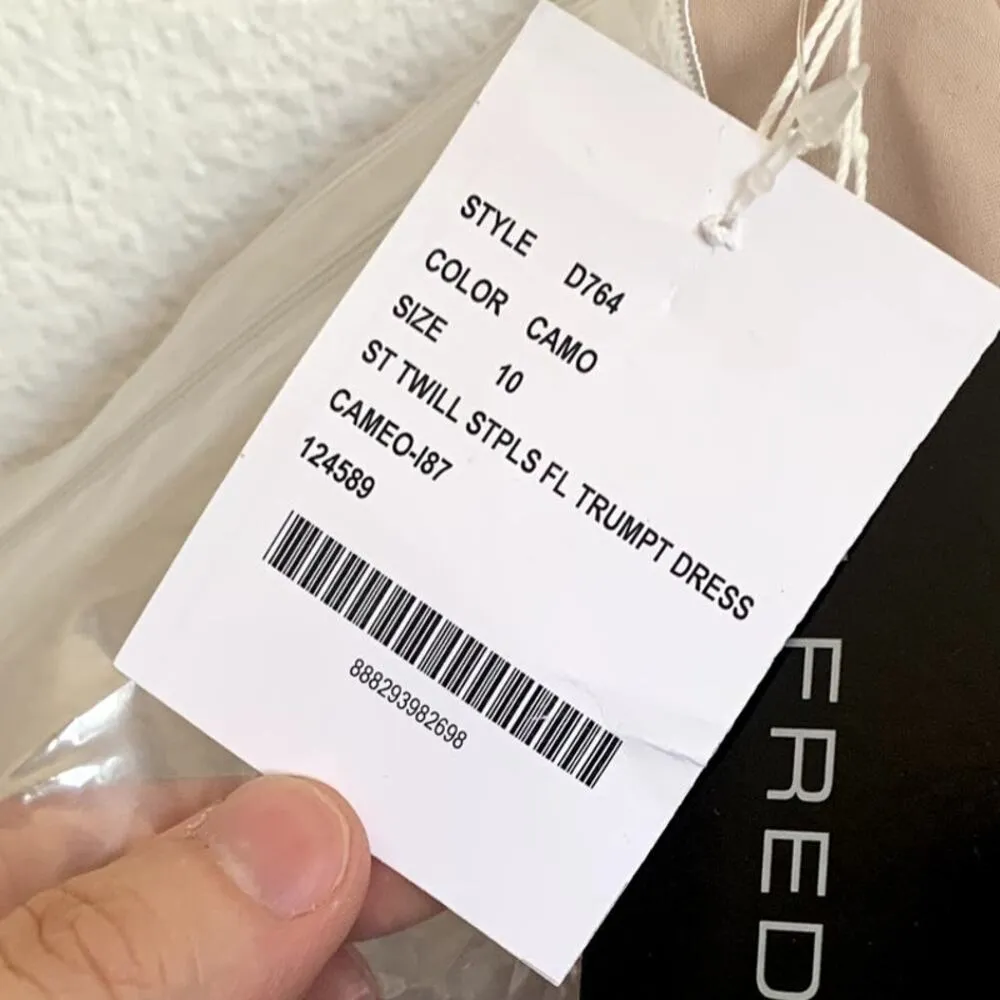 STYLE D764
COLOR CAMO
SIZE 10
ST TWILL STPLS FL TRUMPT DRESS
CAMEO-I87
124589
888293982698
FRED